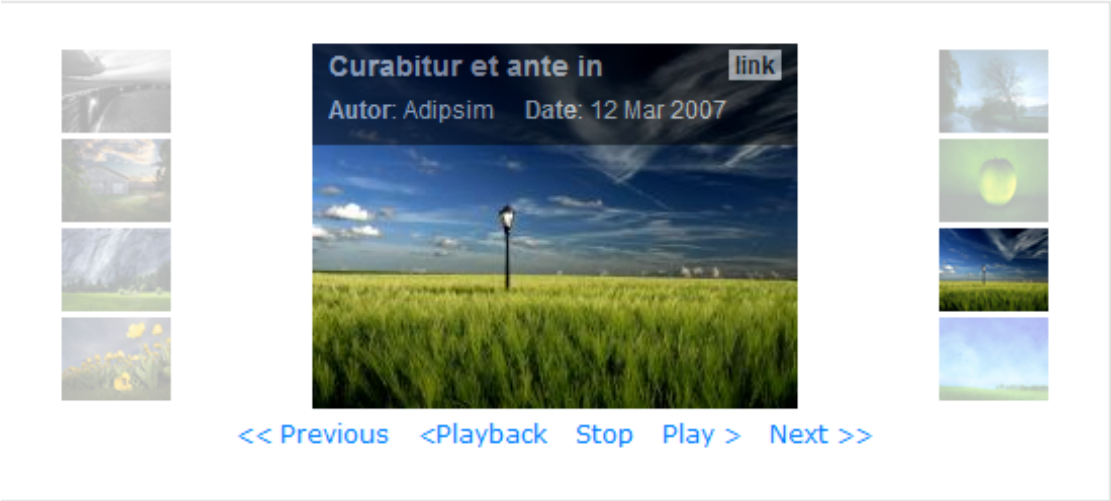 Curabitur et ante in link
Autor: Adipsim Date: 12 Mar 2007
<< Previous <Playback Stop Play > Next >>